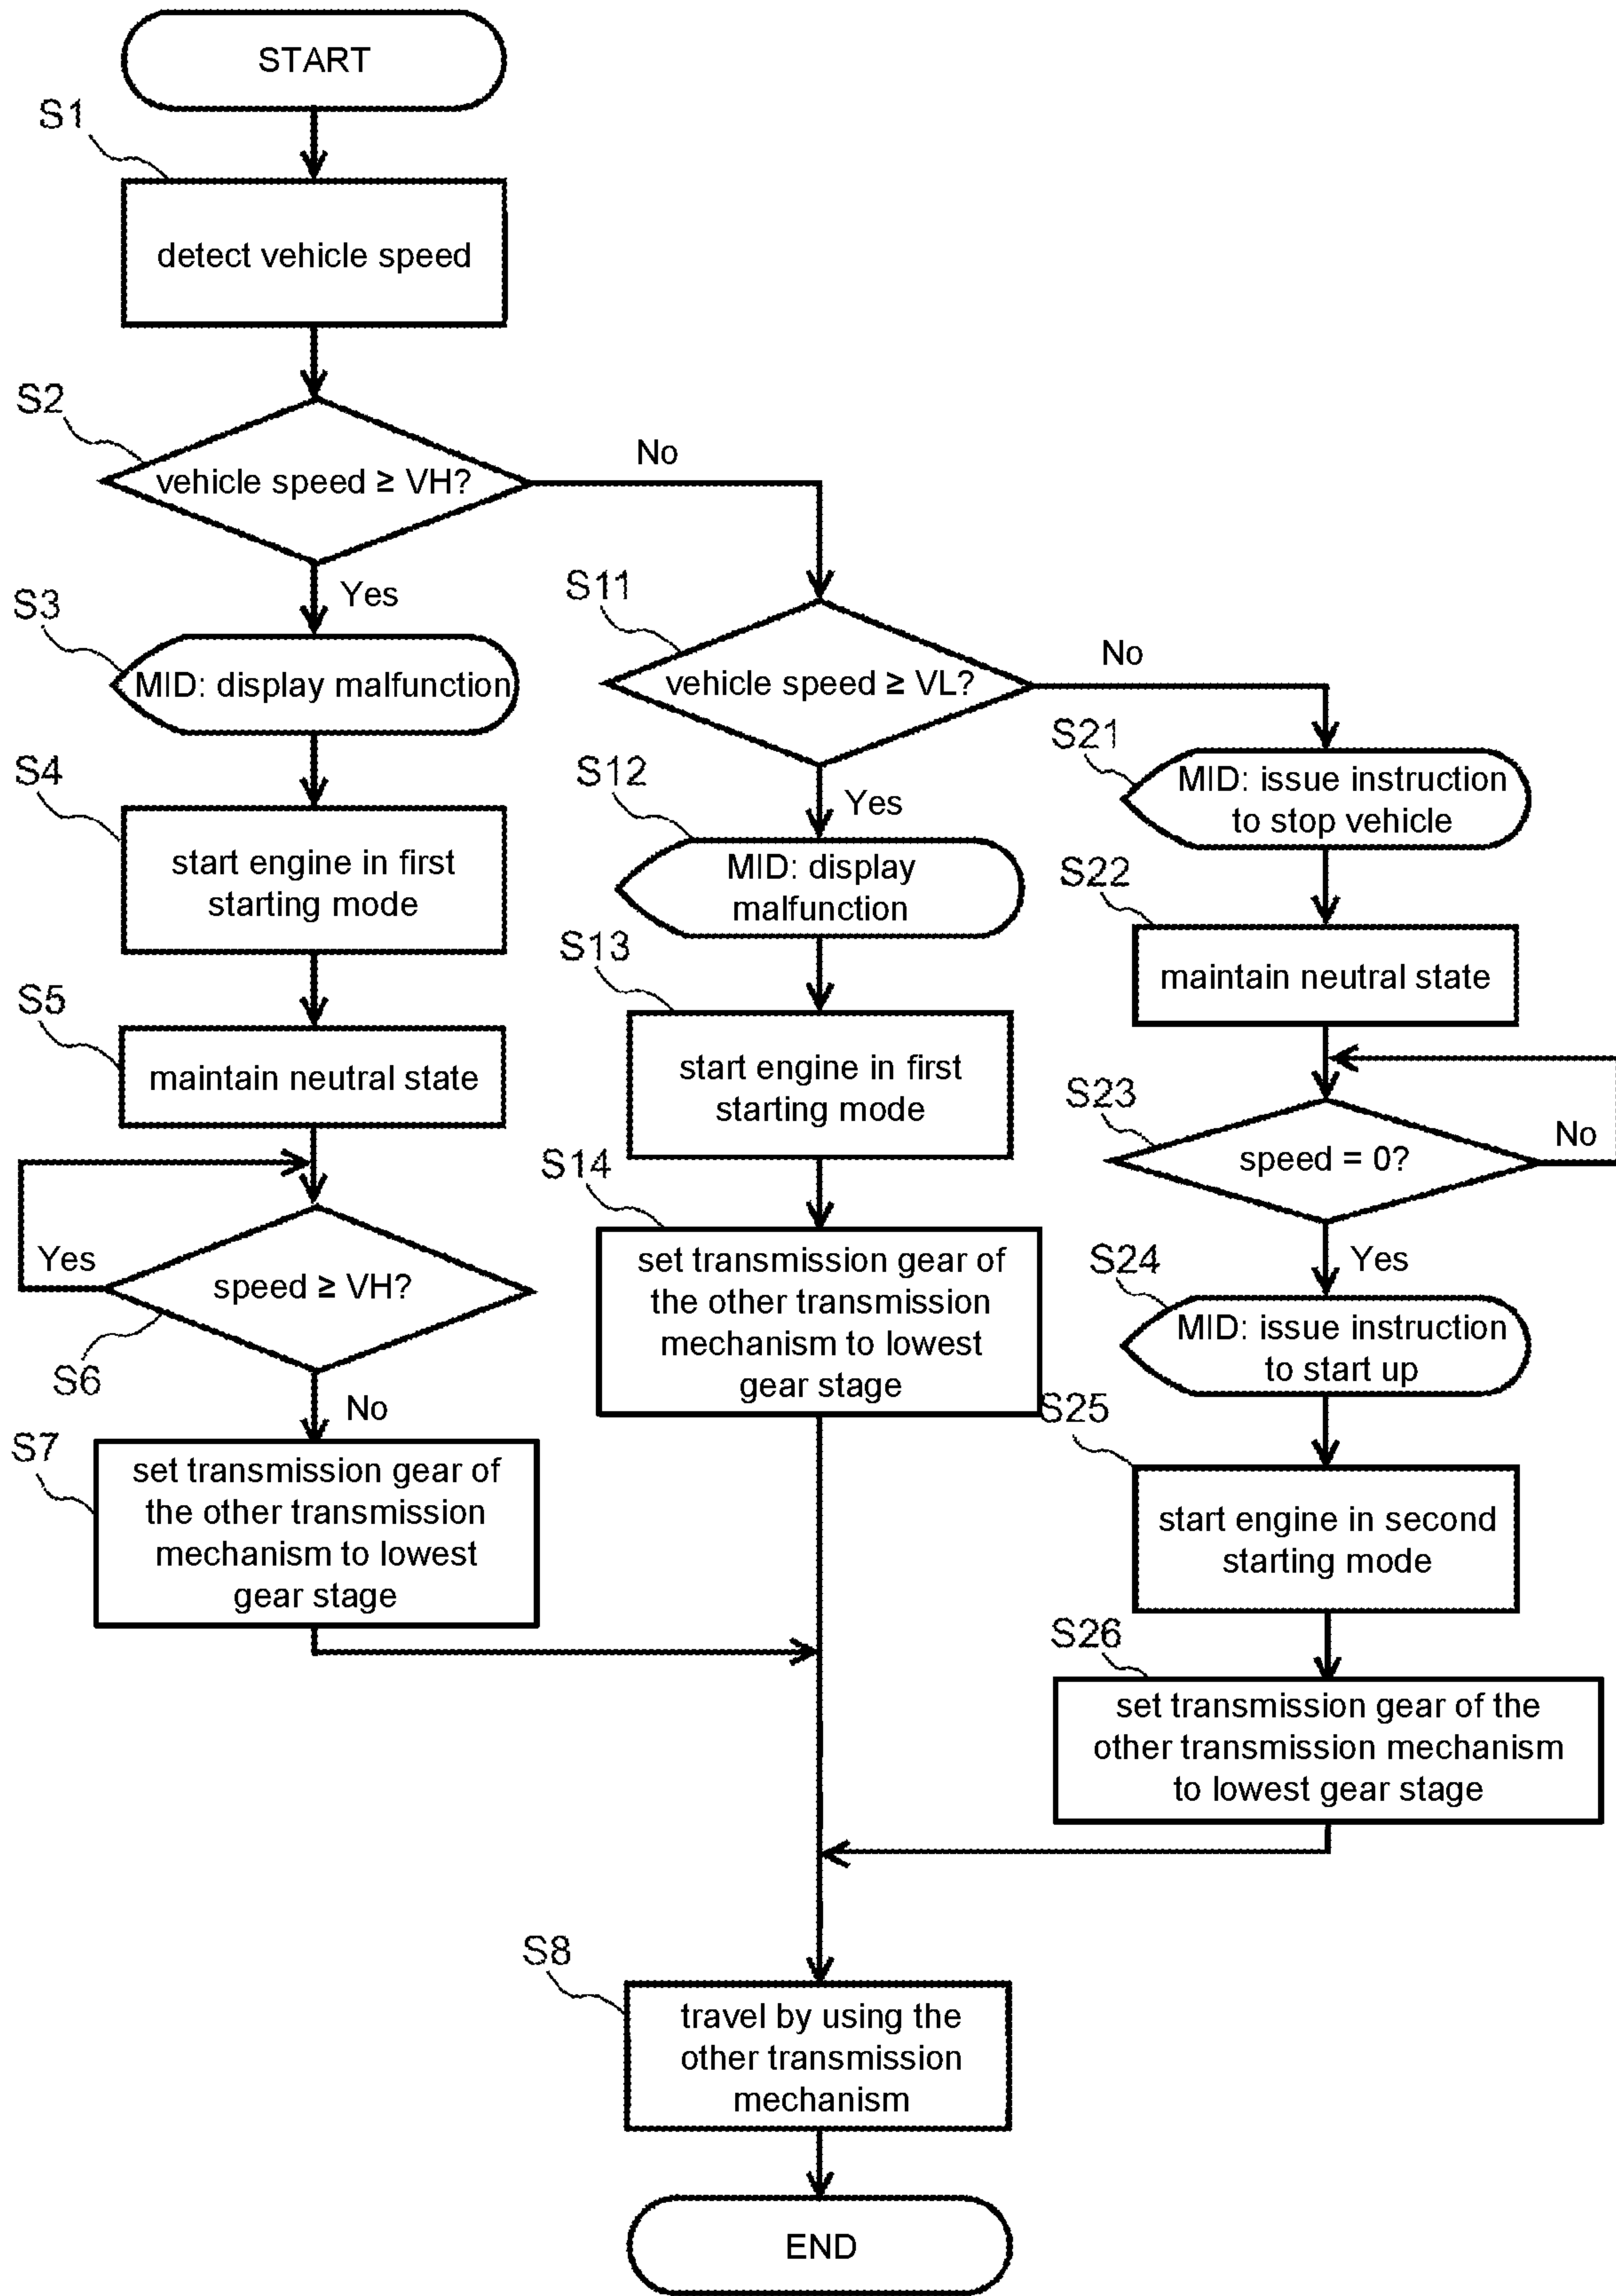 START
S1
detect vehicle speed
S2
vehicle speed ≥ VH?
No
Yes
S3
MID: display malfunction
S4
start engine in first
starting mode
S5
maintain neutral state
Yes
speed ≥ VH?
S6
No
S7
set transmission gear of
the other transmission
mechanism to lowest
gear stage
S11
vehicle speed ≥ VL?
No
Yes
S12
MID: display
malfunction
S13
start engine in first
starting mode
S14
set transmission gear of
the other transmission
mechanism to lowest
gear stage
S21
MID: issue instruction
to stop vehicle
S22
maintain neutral state
S23
speed = 0?
No
Yes
S24
MID: issue instruction
to start up
S25
start engine in second
starting mode
S26
set transmission gear of the
other transmission mechanism
to lowest gear stage
S8
travel by using the
other transmission
mechanism
END